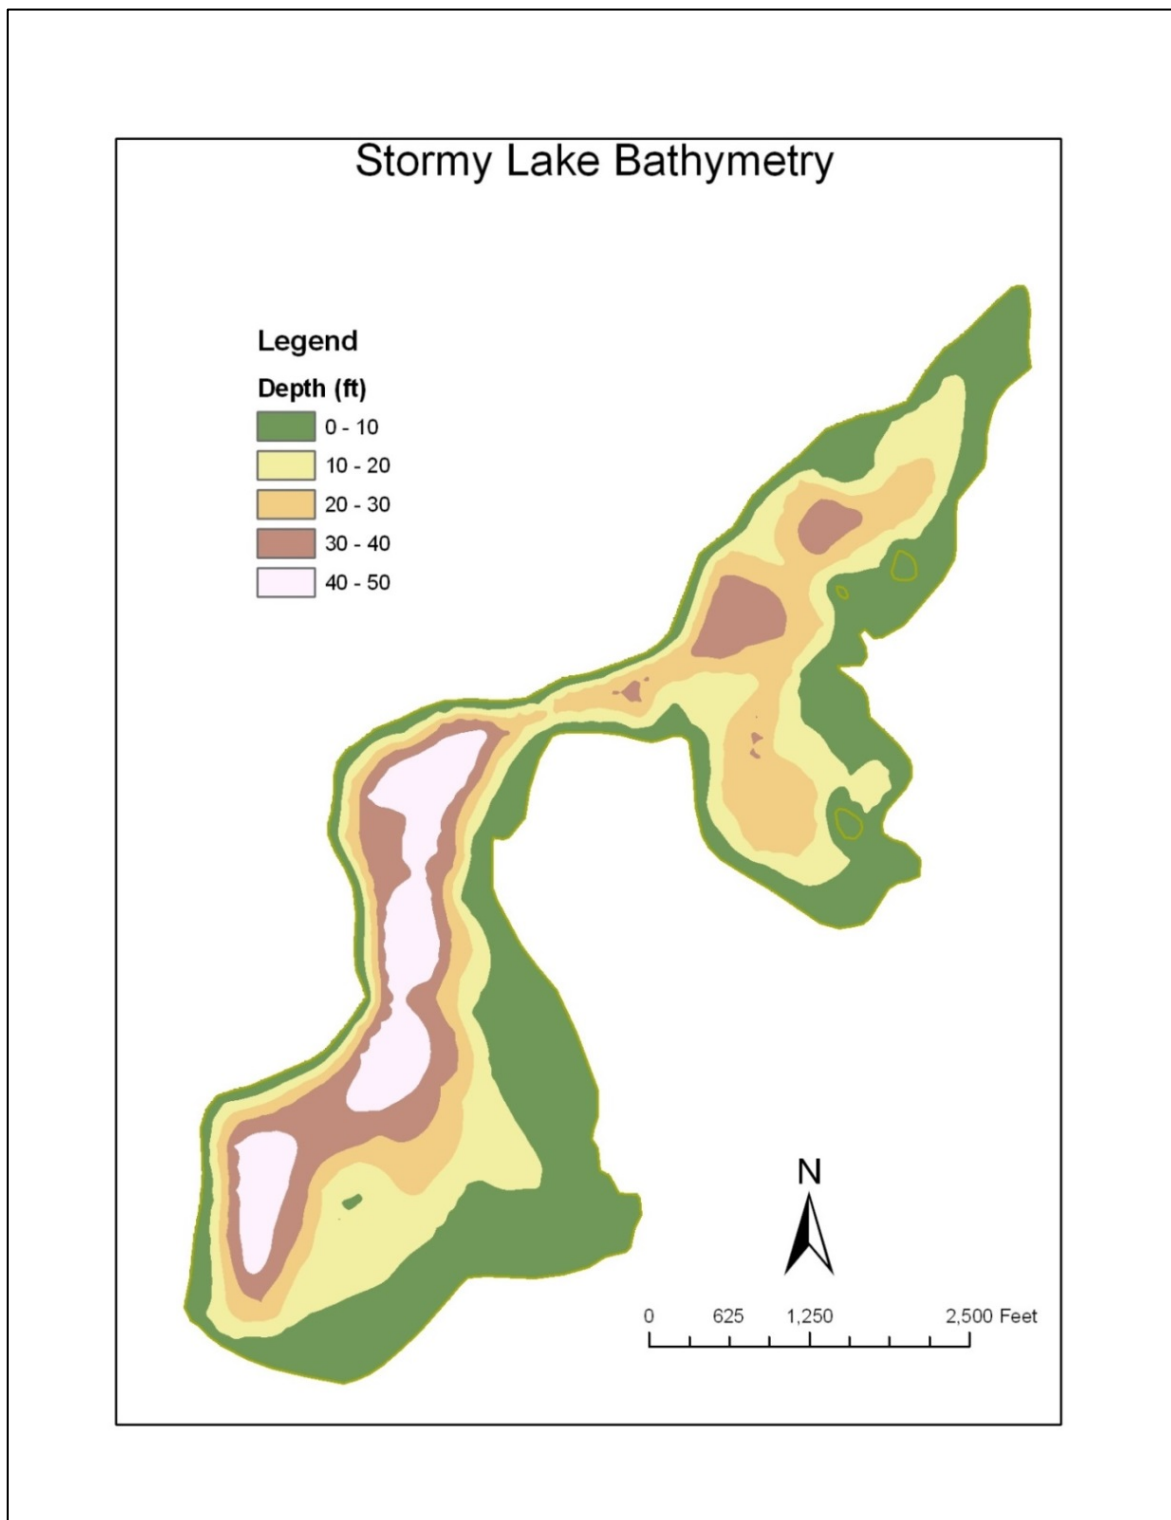 Stormy Lake Bathymetry
Legend
Depth (ft)
0 - 10
10 - 20
20 - 30
30 - 40
40 - 50
N
0 625 1,250 2,500 Feet